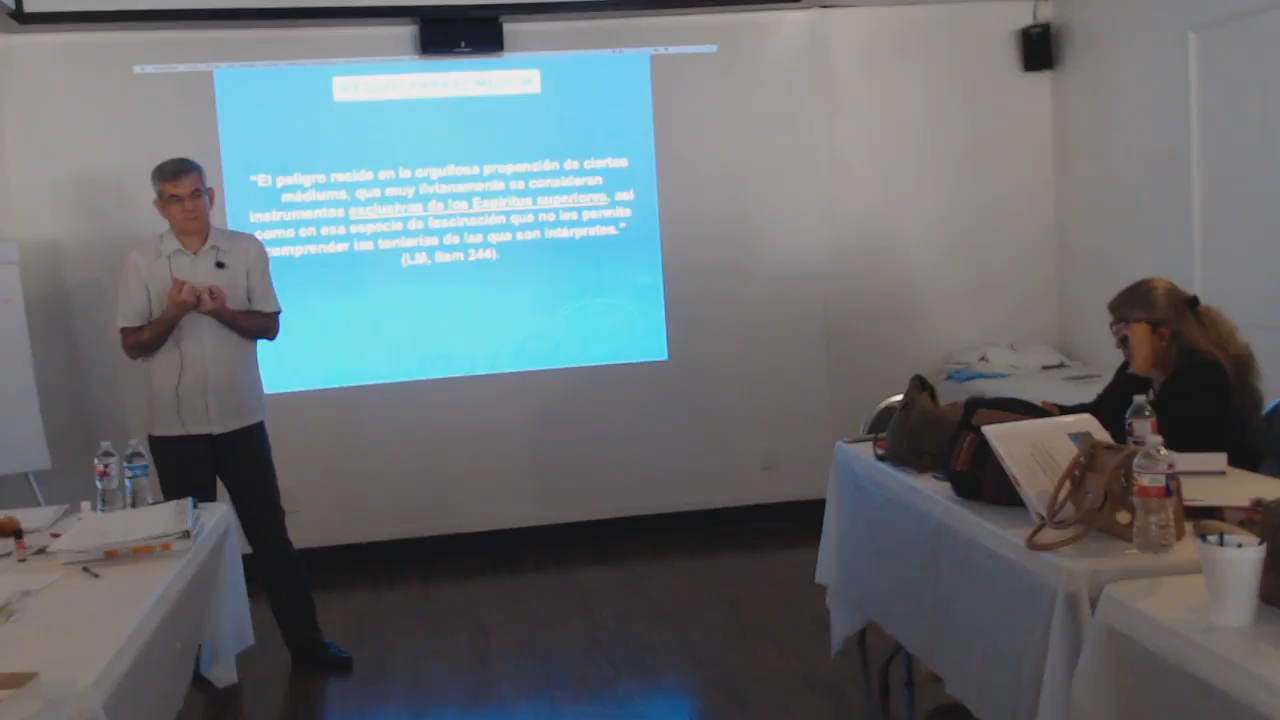 "El peligro reside en la orgullosa propensión de ciertos
médiums, que muy livianamente se consideran
instrumentos exclusivos de los Espíritus superiores, así
como en esa especie de fascinación que no les permite
comprender las tonterías de las que son intérpretes."
(LM, ítem 244).